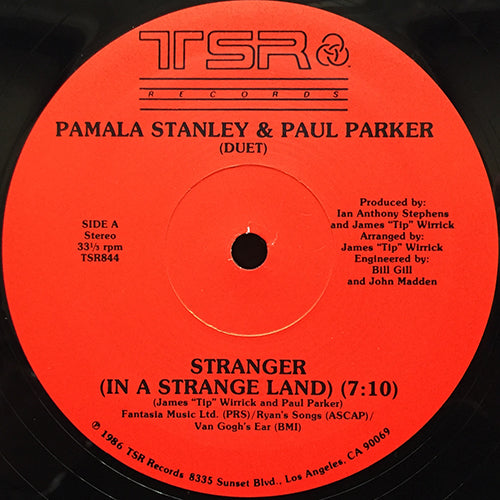 TSR
RECORDS
PAMALA STANLEY & PAUL PARKER
(DUET)
SIDE A
Stereo
33⅓ rpm
TSR844
Produced by:
Ian Anthony Stephens
and James "Tip" Wirrick
Arranged by:
James "Tip" Wirrick
Engineered by:
Bill Gill
and John Madden
STRANGER
(IN A STRANGE LAND) (7:10)
(James "Tip" Wirrick and Paul Parker)
Fantasia Music Ltd. (PRS)/Ryan's Songs (ASCAP)/
Van Gogh's Ear (BMI)
℗ 1986 TSR Records 8335 Sunset Blvd., Los Angeles, CA 90069